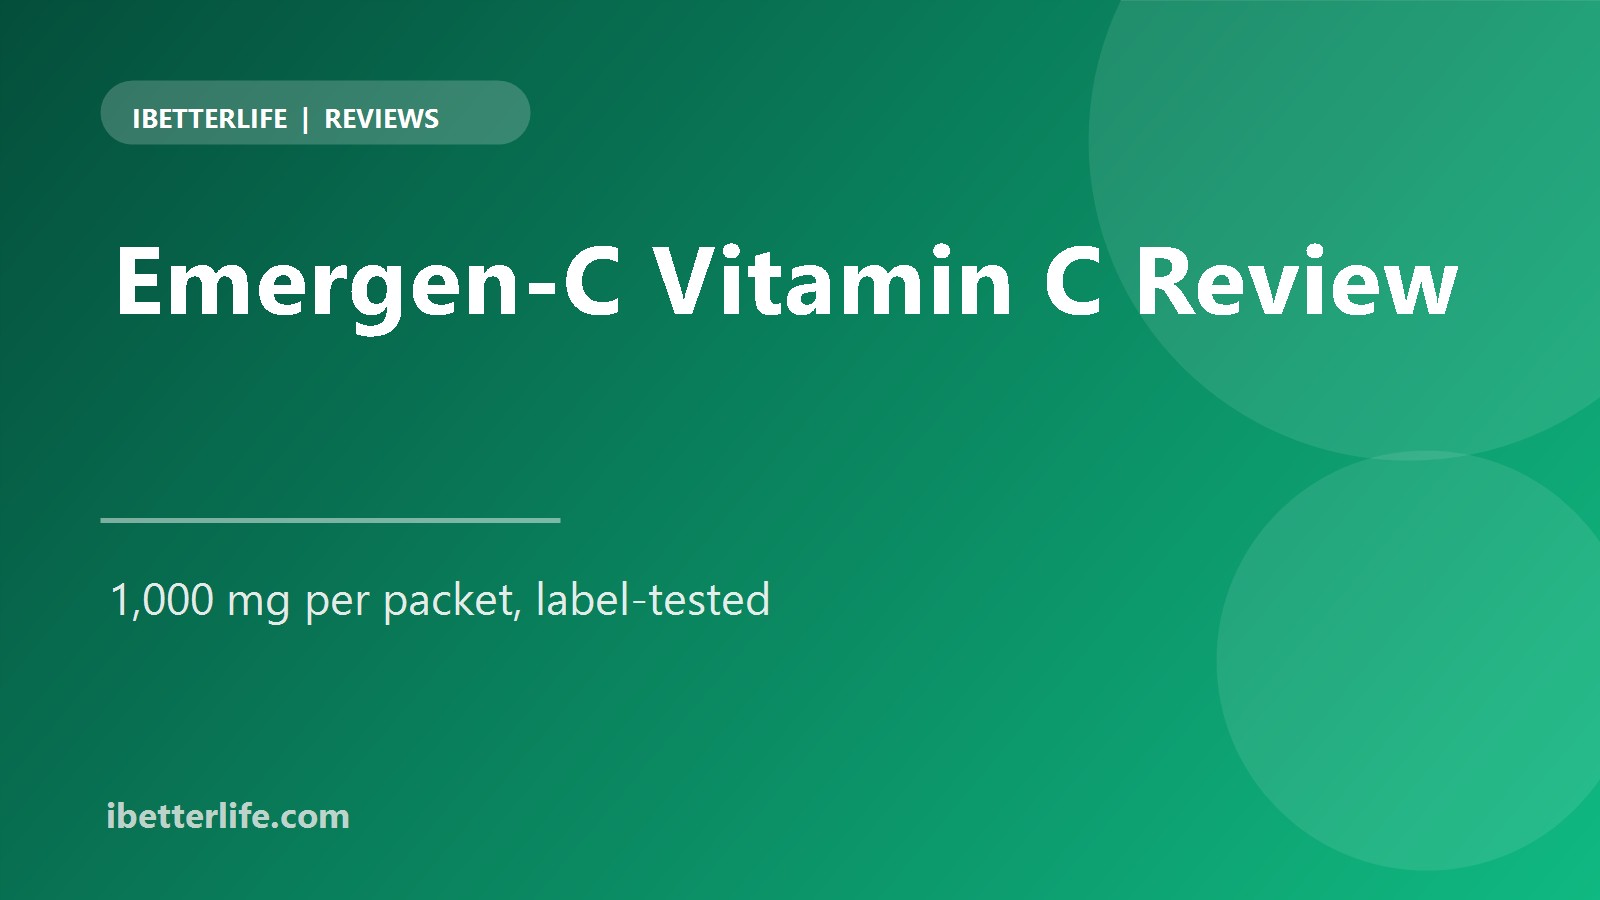 IBETTERLIFE | REVIEWS
Emergen-C Vitamin C Review
1,000 mg per packet, label-tested
ibetterlife.com